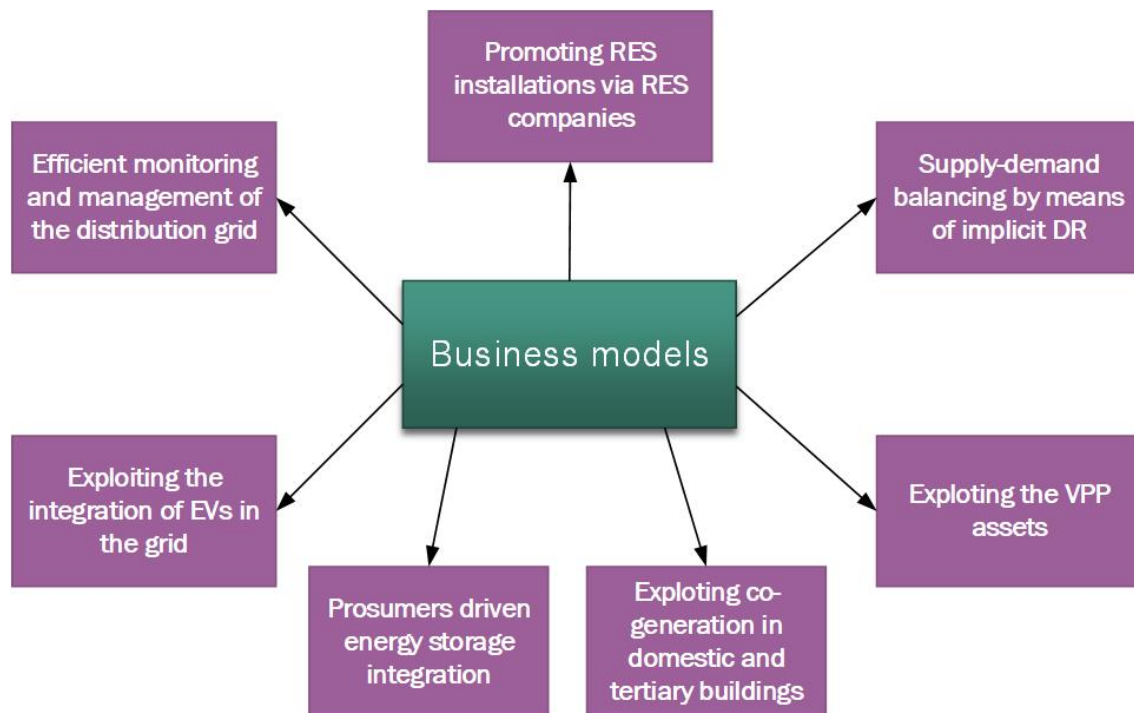 Promoting RES
installations via RES
companies
Efficient monitoring
and management of
the distribution grid
Supply-demand
balancing by means
of implicit DR
Business models
Exploiting the
integration of EVs in
the grid
Exploting the VPP
assets
Prosumers driven
energy storage
integration
Exploting co-
generation in
domestic and
tertiary buildings